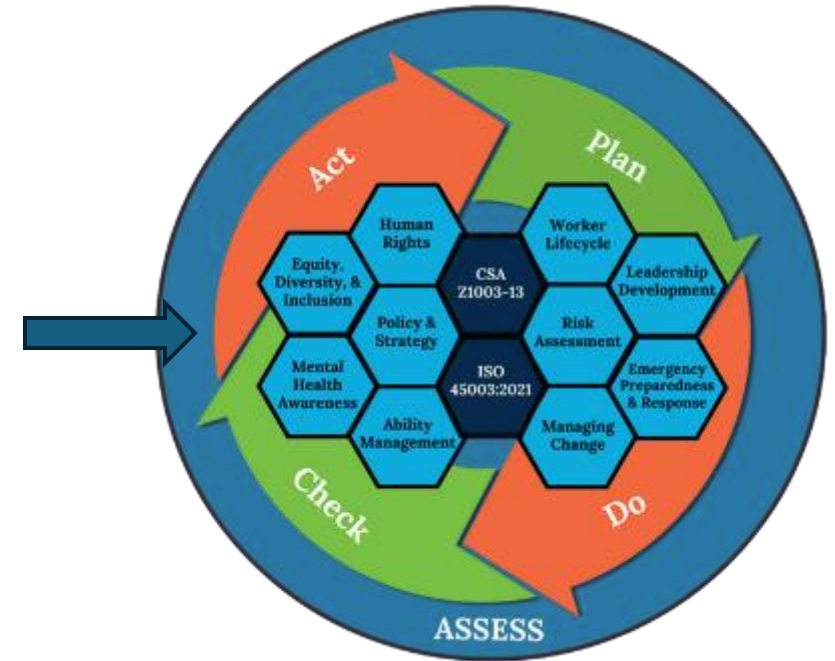 Act
Plan
Human
Rights
Worker
Lifecycle
Equity,
Diversity, &
Inclusion
CSA
Z1003-13
Leadership
Development
Policy &
Strategy
Risk
Assessment
Mental
Health
Awareness
ISO
45003:2021
Emergency
Preparedness
& Response
Ability
Management
Managing
Change
Check
Do
ASSESS